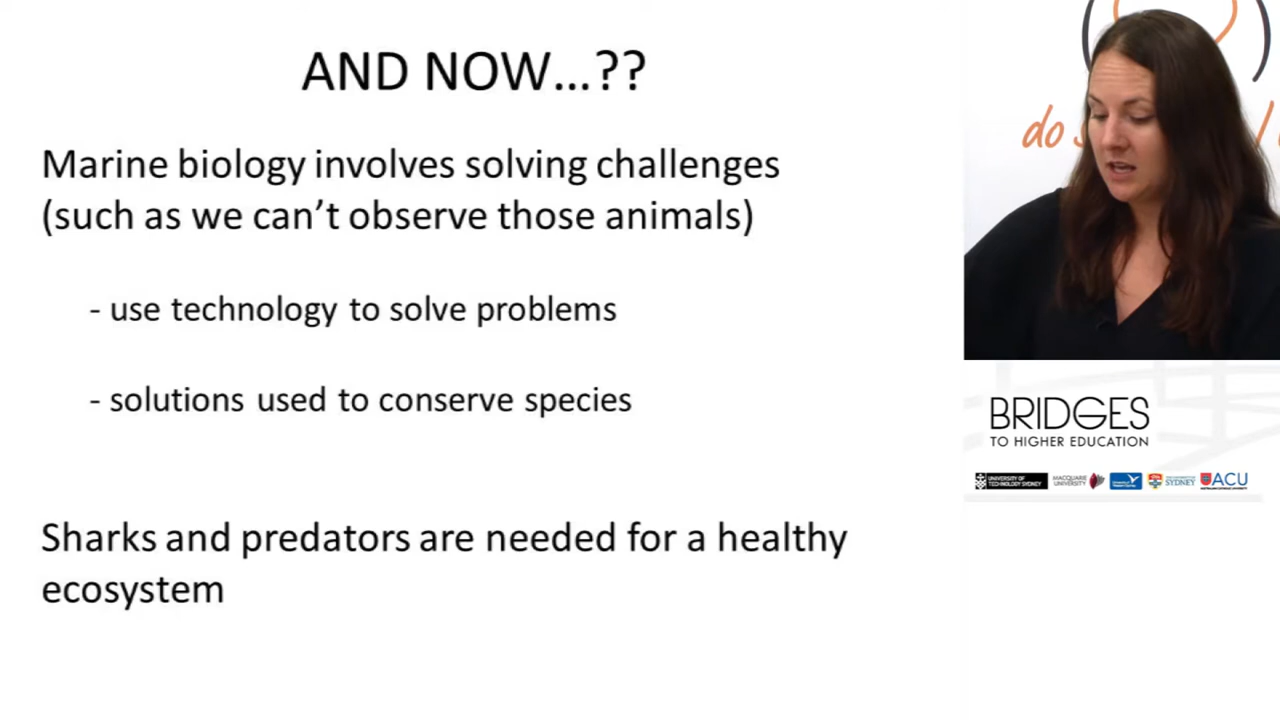 AND NOW...??
Marine biology involves solving challenges
(such as we can't observe those animals)
- use technology to solve problems
- solutions used to conserve species
Sharks and predators are needed for a healthy
ecosystem
do
BRIDGES
TO HIGHER EDUCATION
UNIVERSITY OF
TECHNOLOGY SYDNEY
MACQUARIE
UNIVERSITY
SYDNEY
ACU